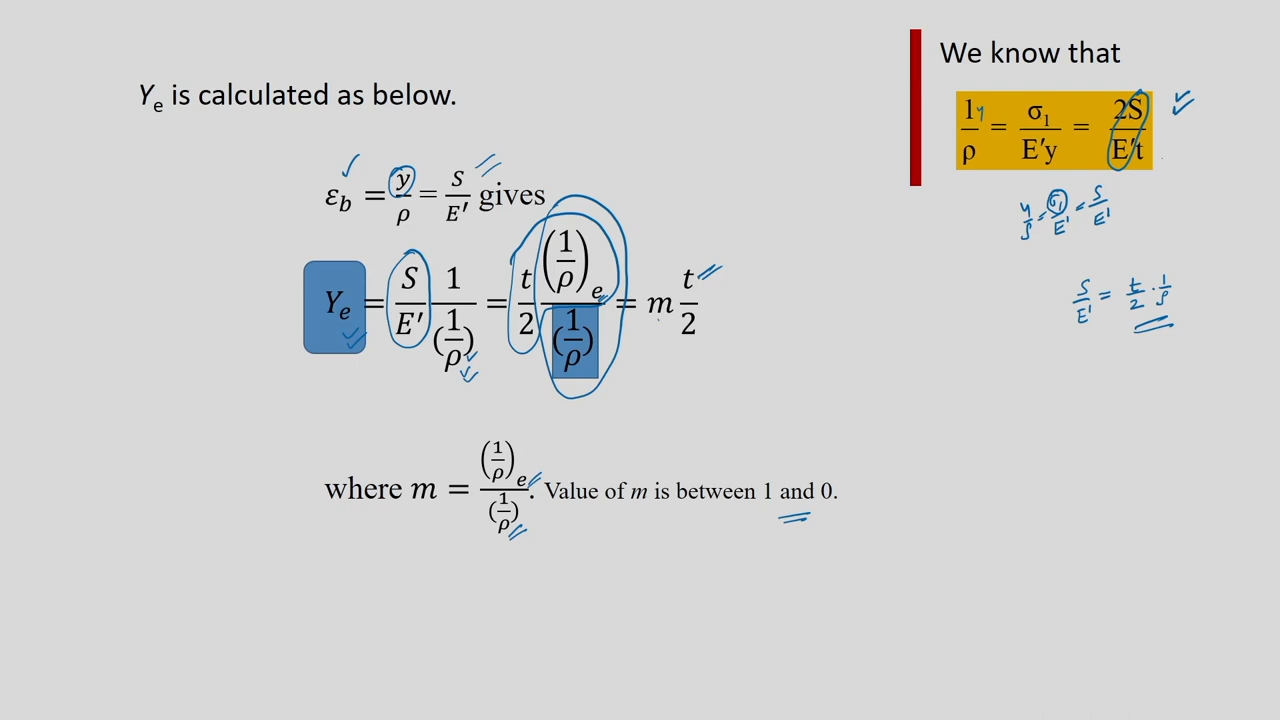 We know that
Yₑ is calculated as below.
1/ρ = σ₁/E′y = 2S/E′t
y
ε_b = y/ρ = S/E′ gives
y/ρ = σ₁/E′ = S/E′
Yₑ = S/E′ 1/(1/ρ) = t/2 (1/ρ)ₑ/(1/ρ) = m t/2
S/E′ = t/2 · 1/ρ
where m = (1/ρ)ₑ/(1/ρ). Value of m is between 1 and 0.